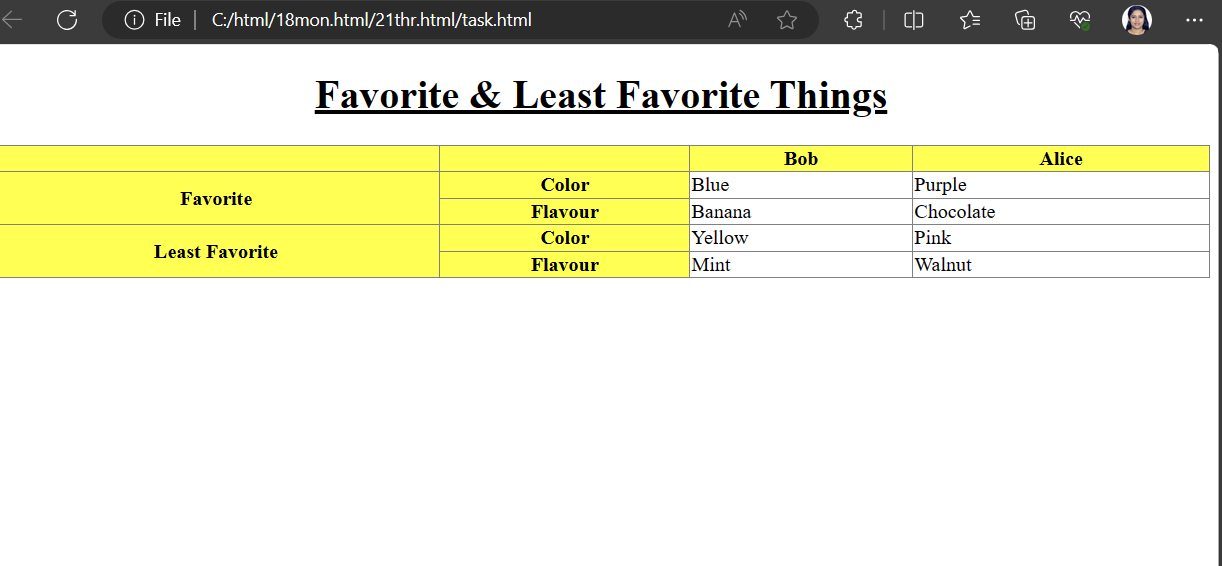 File C:/html/18mon.html/21thr.html/task.html
Favorite & Least Favorite Things
Bob Alice
Favorite Color Blue Purple
Flavour Banana Chocolate
Least Favorite Color Yellow Pink
Flavour Mint Walnut